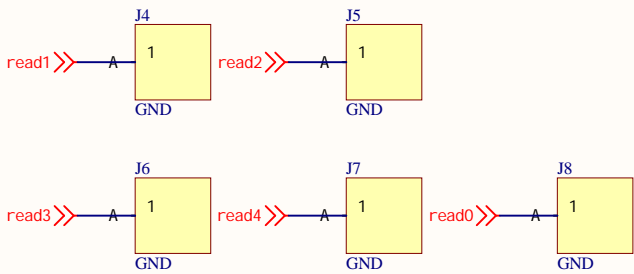 J4 J5
1 1
read1 A read2 A
GND GND
J6 J7 J8
1 1 1
read3 A read4 A read0 A
GND GND GND